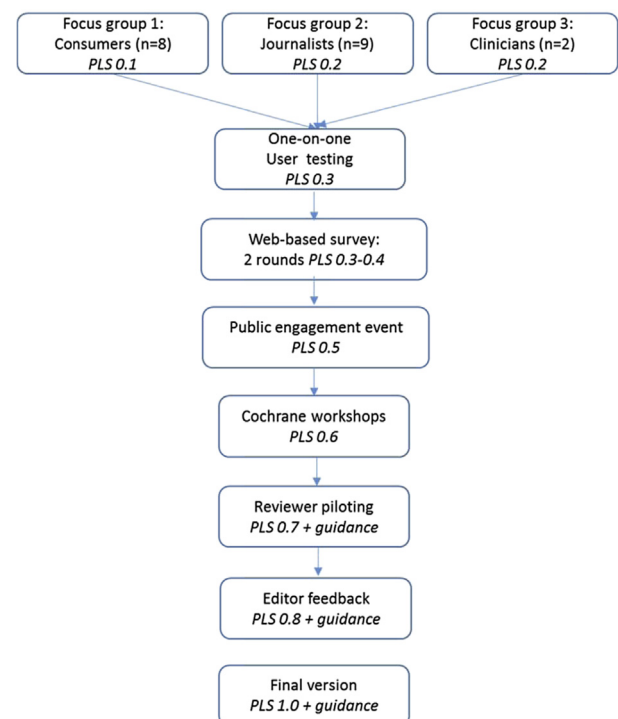 Focus group 1:
Consumers (n=8)
PLS 0.1
Focus group 2:
Journalists (n=9)
PLS 0.2
Focus group 3:
Clinicians (n=2)
PLS 0.2
One-on-one
User testing
PLS 0.3
Web-based survey:
2 rounds PLS 0.3-0.4
Public engagement event
PLS 0.5
Cochrane workshops
PLS 0.6
Reviewer piloting
PLS 0.7 + guidance
Editor feedback
PLS 0.8 + guidance
Final version
PLS 1.0 + guidance